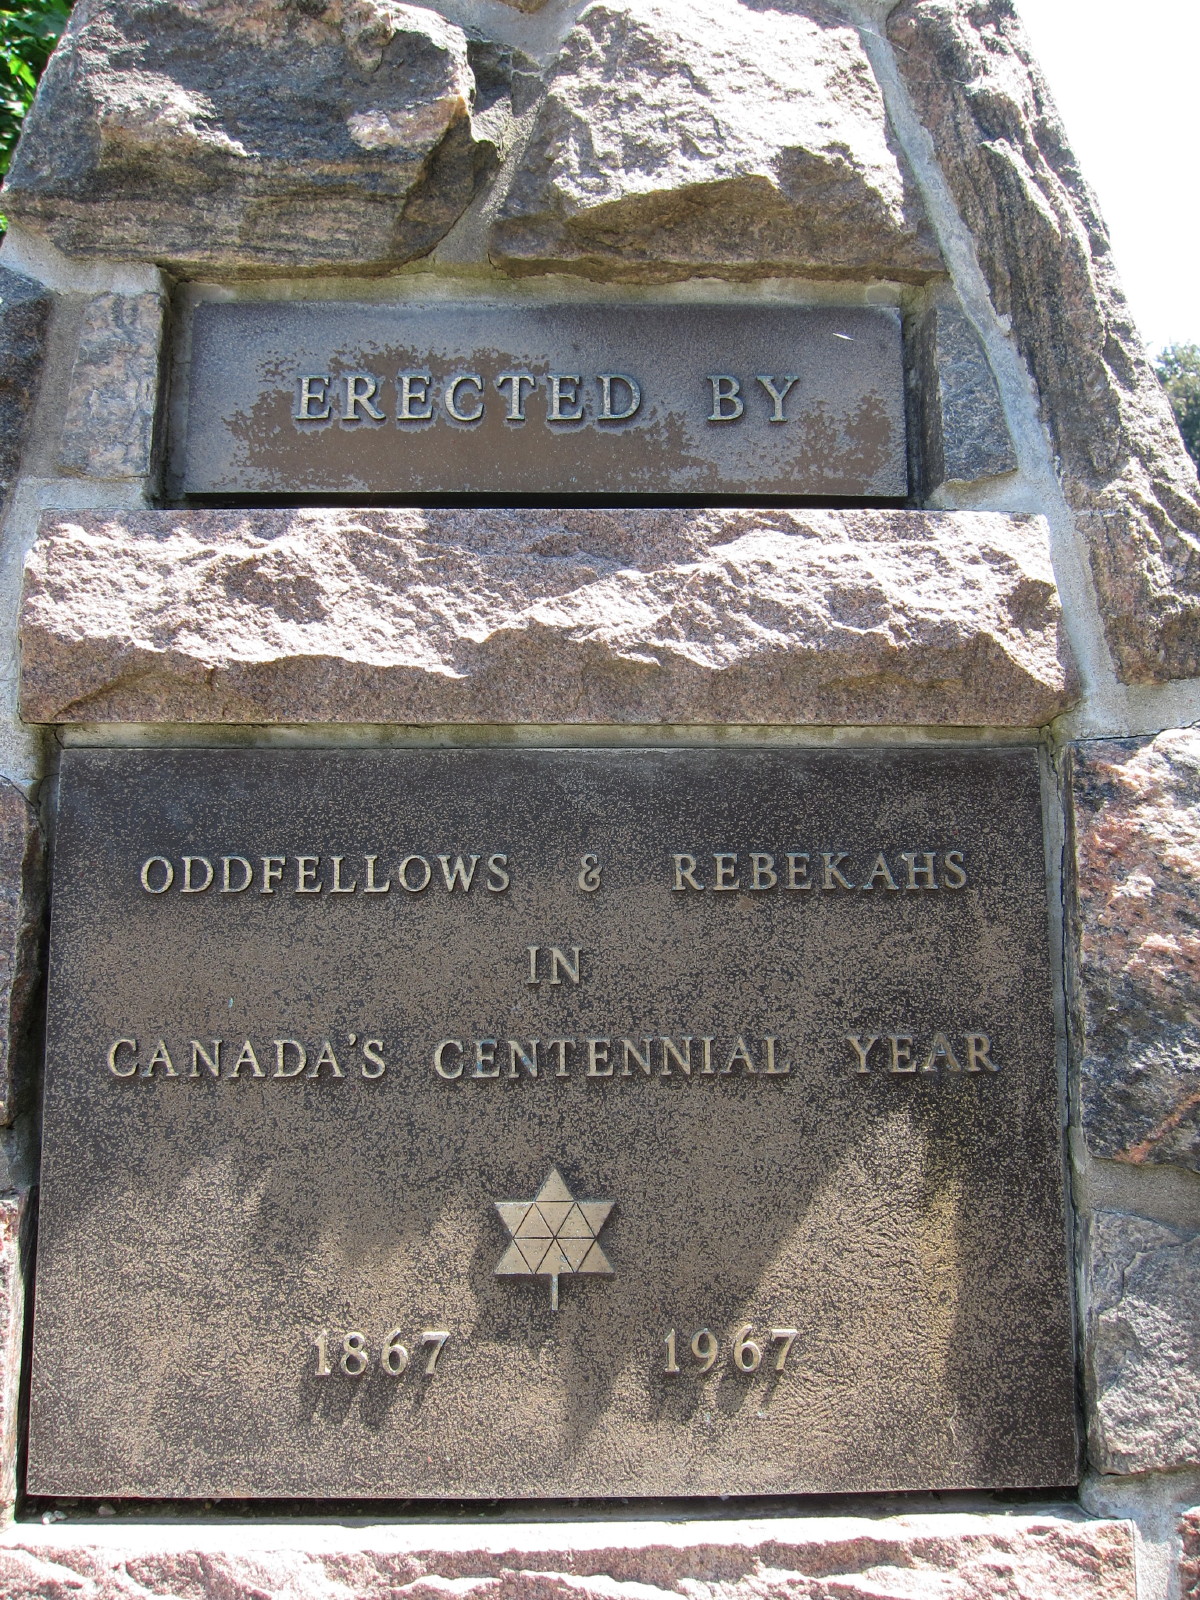 ERECTED BY
ODDFELLOWS & REBEKAHS
IN
CANADA'S CENTENNIAL YEAR
1867 1967